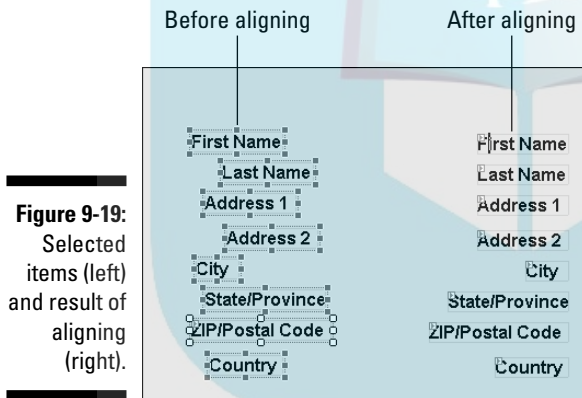 Before aligning
After aligning
First Name
Last Name
Address 1
Address 2
City
State/Province
ZIP/Postal Code
Country
First Name
Last Name
Address 1
Address 2
City
State/Province
ZIP/Postal Code
Country
Figure 9-19:
Selected
items (left)
and result of
aligning
(right).